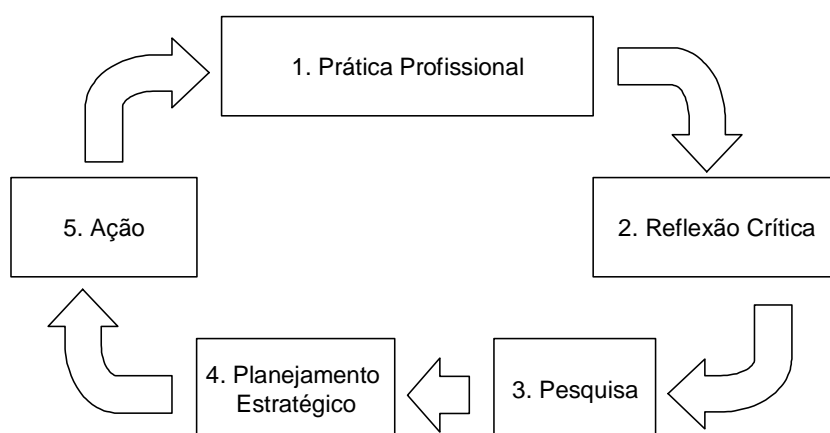 1. Prática Profissional
2. Reflexão Crítica
3. Pesquisa
4. Planejamento
Estratégico
5. Ação